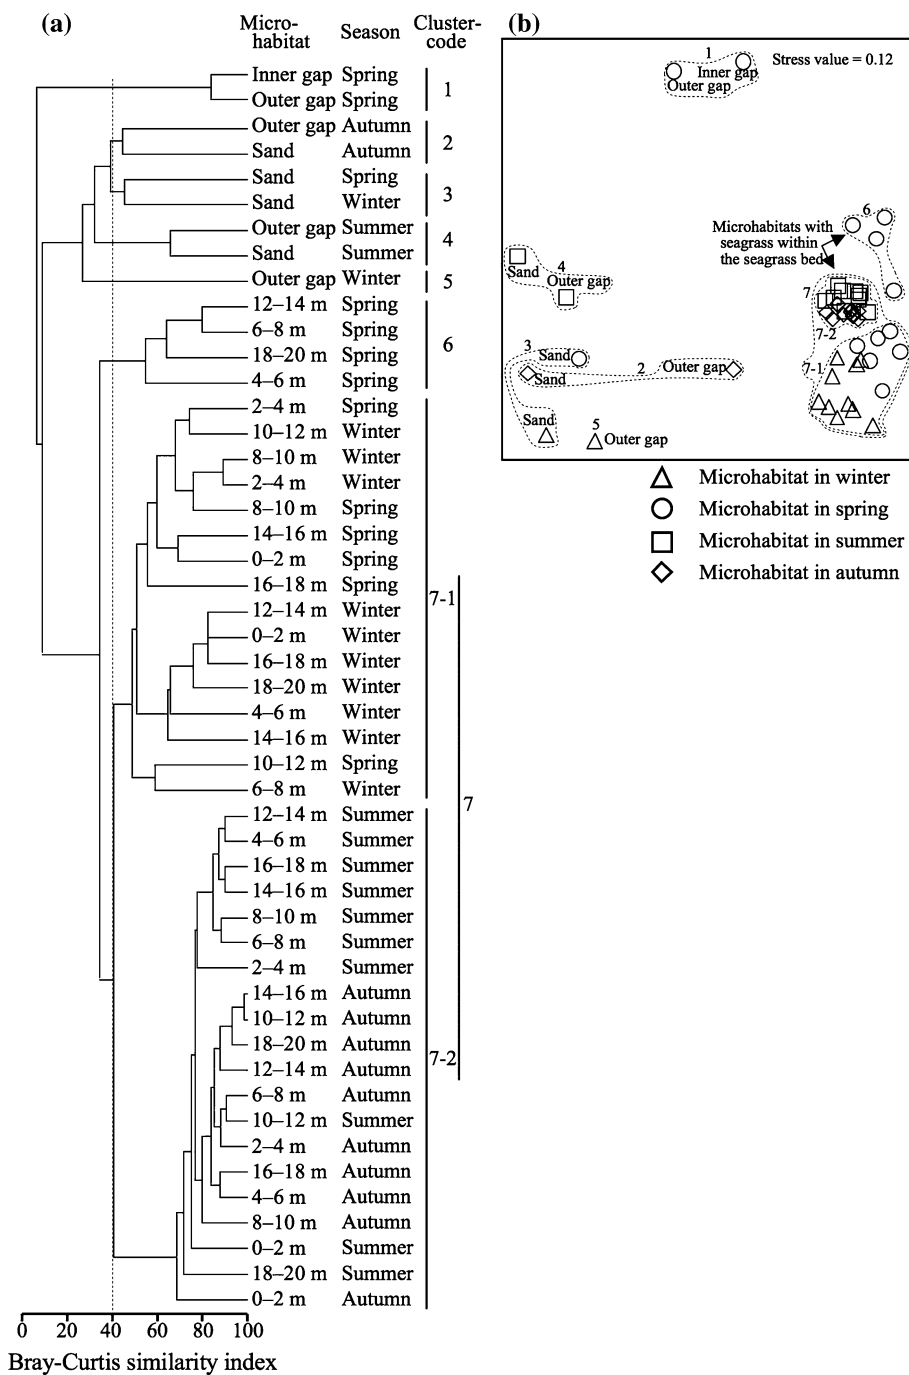 (a)
Micro-
habitat
Season
Cluster-
code
Inner gap Spring
Outer gap Spring
1
Outer gap Autumn
Sand Autumn
2
Sand Spring
Sand Winter
3
Outer gap Summer
Sand Summer
4
Outer gap Winter
5
12–14 m Spring
6–8 m Spring
18–20 m Spring
4–6 m Spring
6
2–4 m Spring
10–12 m Winter
8–10 m Winter
2–4 m Winter
8–10 m Spring
14–16 m Spring
0–2 m Spring
16–18 m Spring
7-1
12–14 m Winter
0–2 m Winter
16–18 m Winter
18–20 m Winter
4–6 m Winter
14–16 m Winter
10–12 m Spring
6–8 m Winter
7
12–14 m Summer
4–6 m Summer
16–18 m Summer
14–16 m Summer
8–10 m Summer
6–8 m Summer
2–4 m Summer
14–16 m Autumn
10–12 m Autumn
18–20 m Autumn
12–14 m Autumn
7-2
6–8 m Autumn
10–12 m Summer
2–4 m Autumn
16–18 m Autumn
4–6 m Autumn
8–10 m Autumn
0–2 m Summer
18–20 m Summer
0–2 m Autumn
0 20 40 60 80 100
Bray-Curtis similarity index
(b)
Stress value = 0.12
1
Inner gap
Outer gap
6
Microhabitats with
seagrass within
the seagrass bed
Sand
4
Outer gap
7
7-2
3
Sand
Sand
2
Outer gap
7-1
Sand
5
Outer gap
Microhabitat in winter
Microhabitat in spring
Microhabitat in summer
Microhabitat in autumn